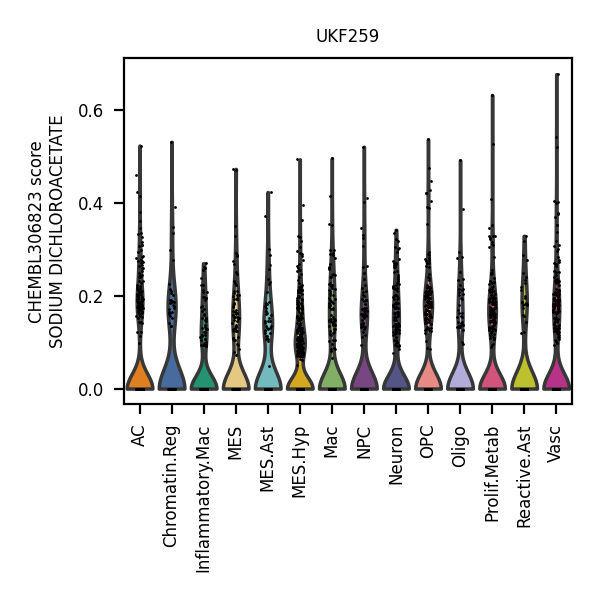 UKF259
CHEMBL306823 score
SODIUM DICHLOROACETATE
0.6
0.4
0.2
0.0
AC
Chromatin.Reg
Inflammatory.Mac
MES
MES.Ast
MES.Hyp
Mac
NPC
Neuron
OPC
Oligo
Prolif.Metab
Reactive.Ast
Vasc